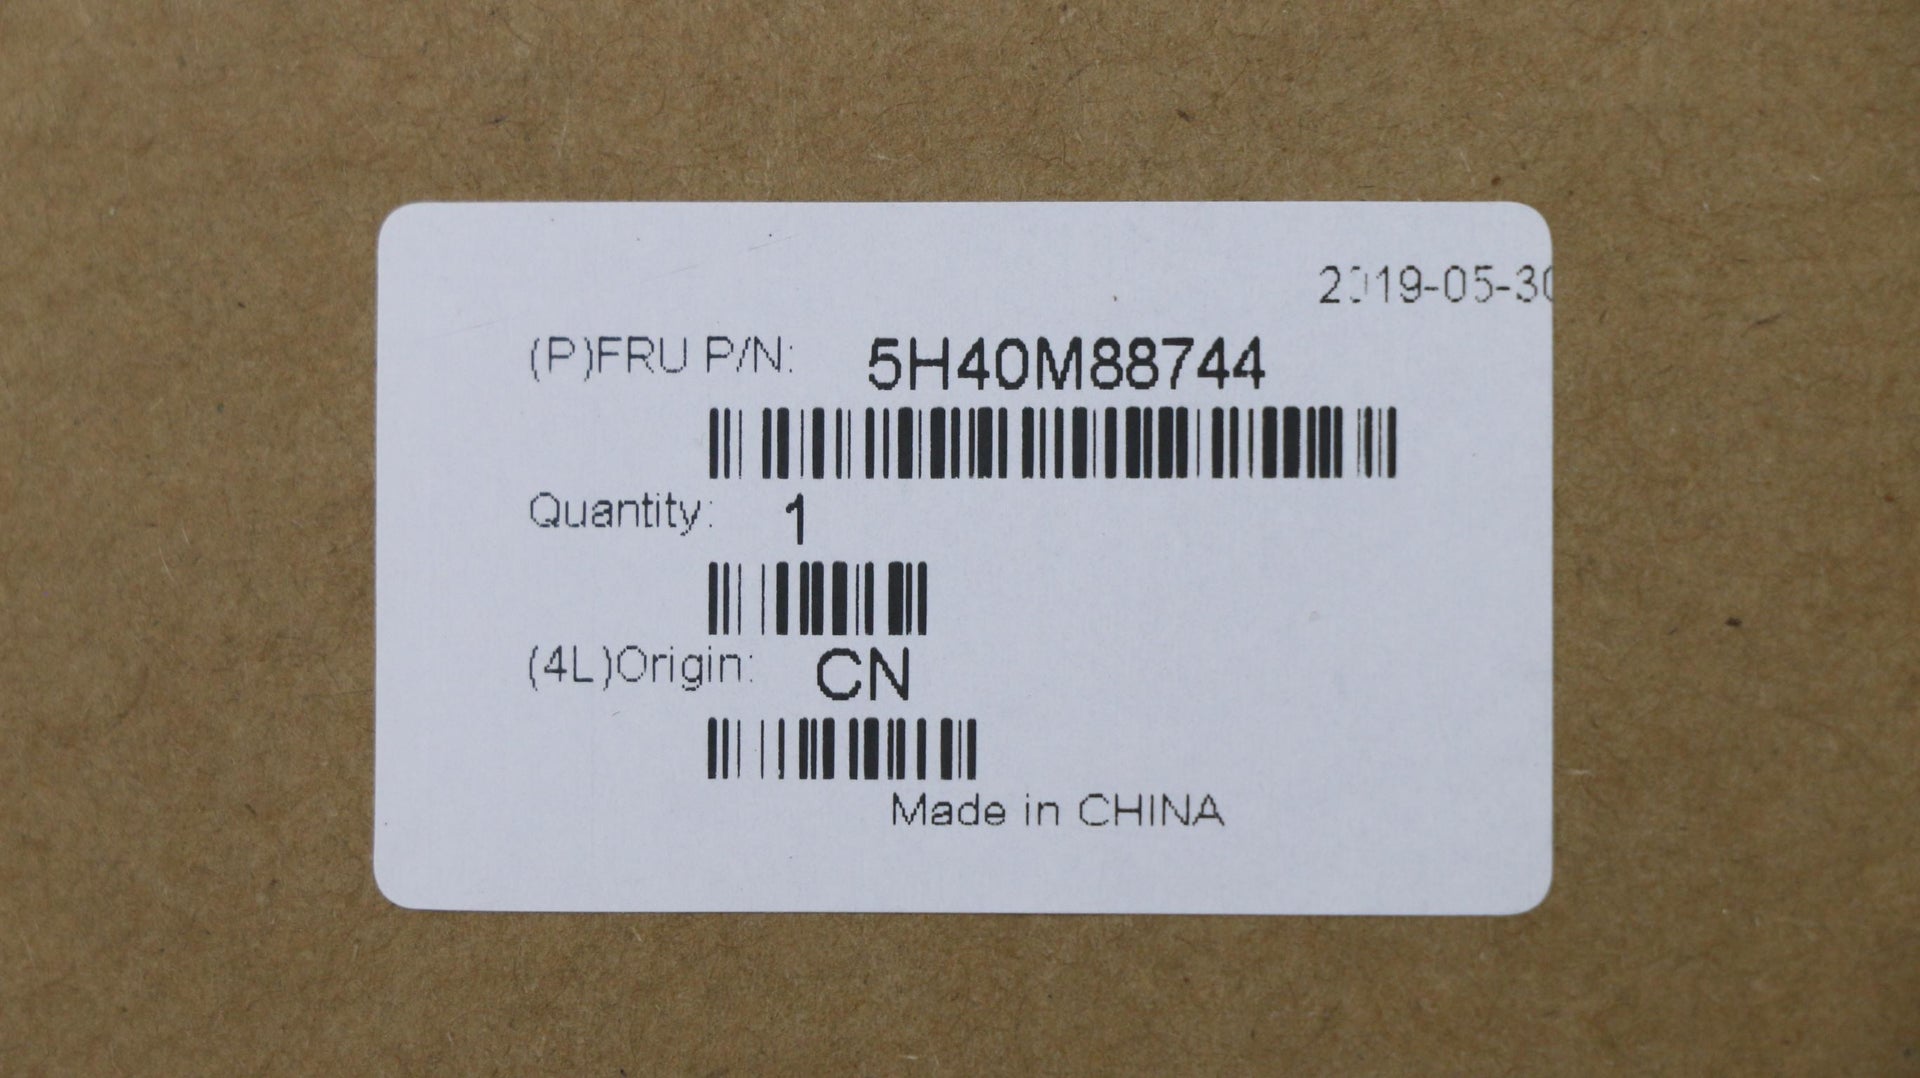 2019-05-30
(P)FRU P/N: 5H40M88744
Quantity: 1
(4L)Origin: CN
Made in CHINA